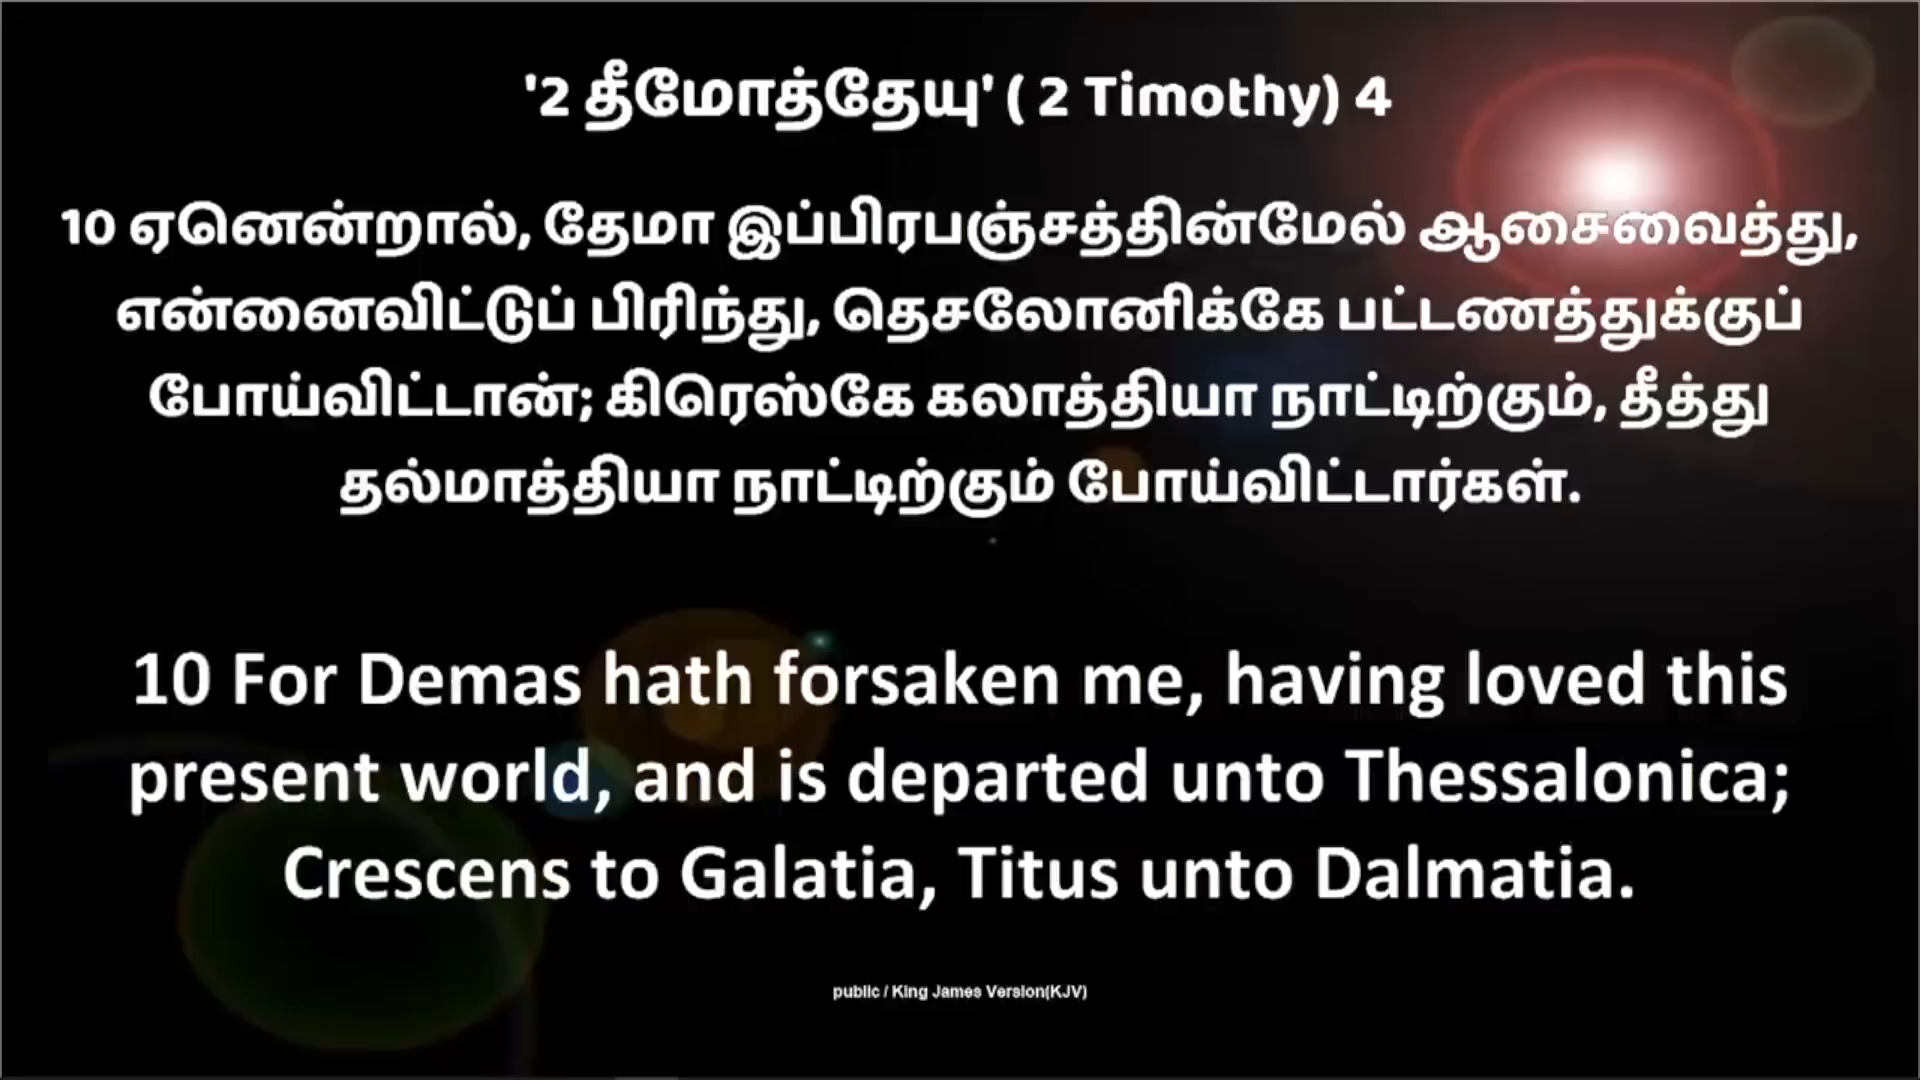 '2 தீமோத்தேயு' ( 2 Timothy) 4
10 ஏனென்றால், தேமா இப்பிரபஞ்சத்தின்மேல் ஆசைவைத்து,
என்னைவிட்டுப் பிரிந்து, தெசலோனிக்கே பட்டணத்துக்குப்
போய்விட்டான்; கிரெஸ்கே கலாத்தியா நாட்டிற்கும், தீத்து
தல்மாத்தியா நாட்டிற்கும் போய்விட்டார்கள்.
10 For Demas hath forsaken me, having loved this
present world, and is departed unto Thessalonica;
Crescens to Galatia, Titus unto Dalmatia.
public / King James Version(KJV)